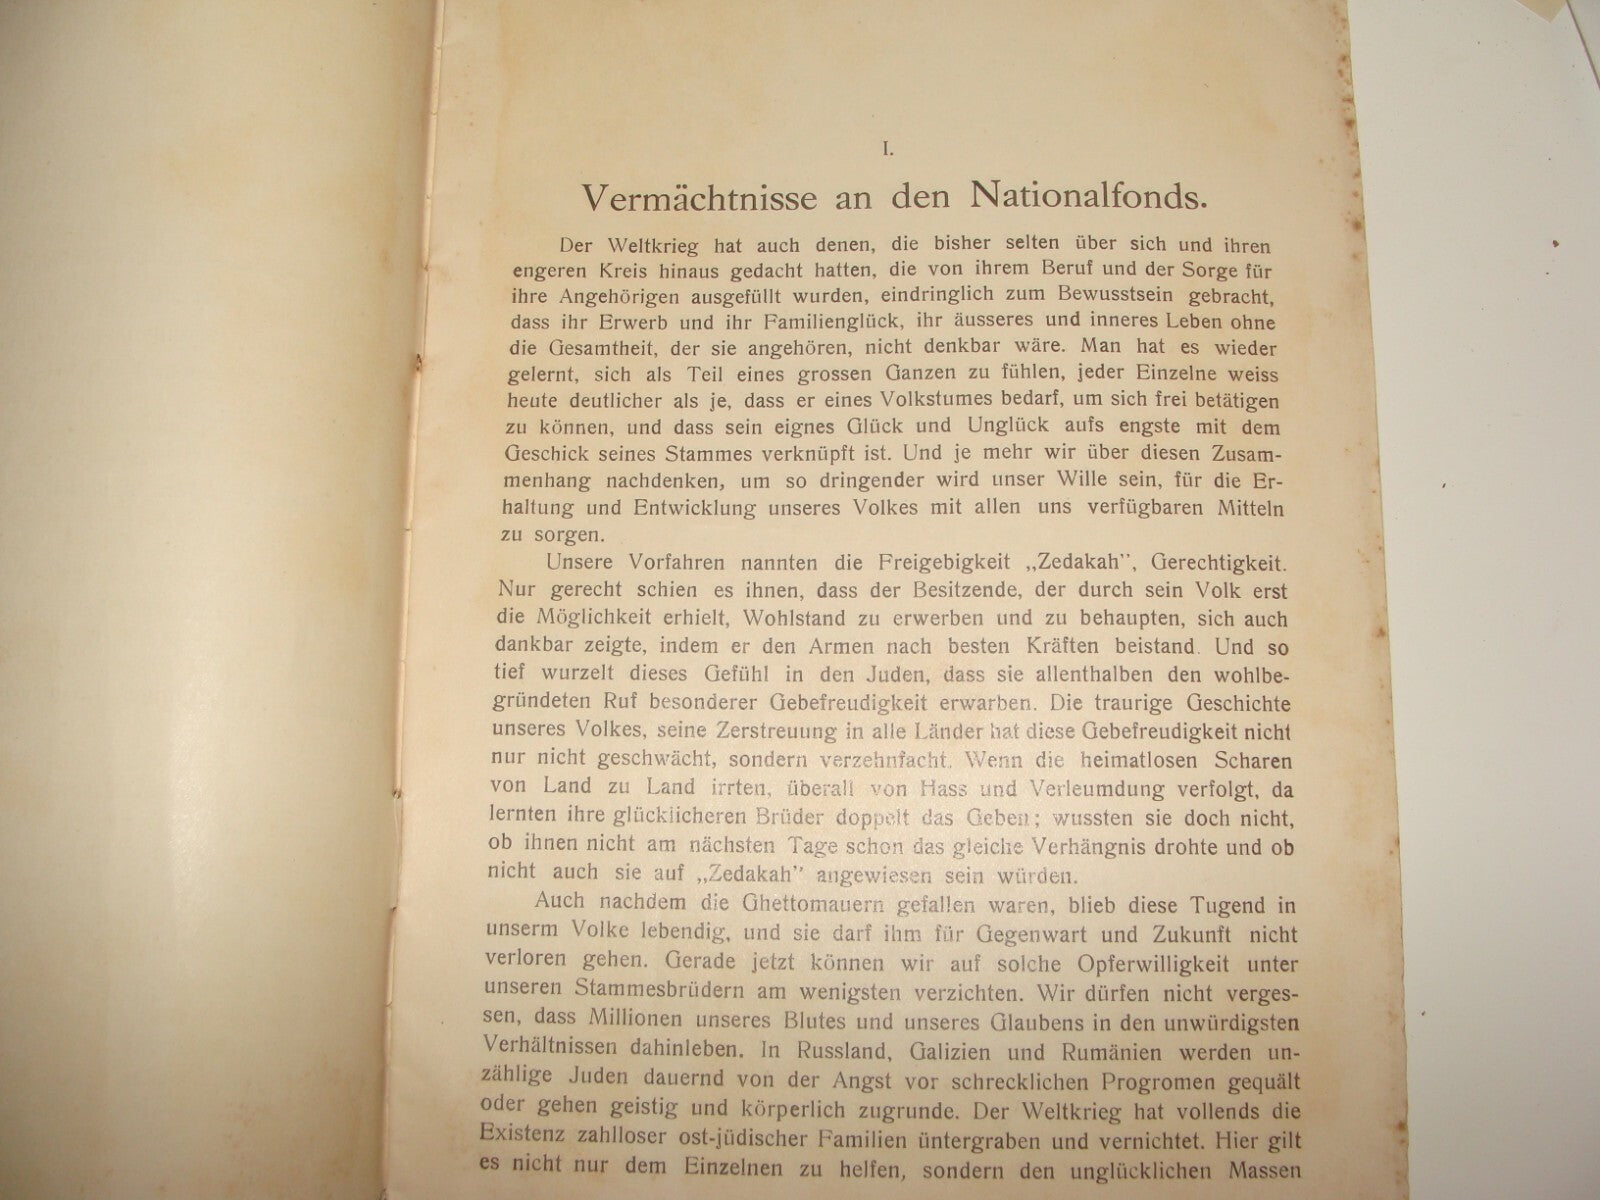 I.
Vermächtnisse an den Nationalfonds.
Der Weltkrieg hat auch denen, die bisher selten über sich und ihren
engeren Kreis hinaus gedacht hatten, die von ihrem Beruf und der Sorge für
ihre Angehörigen ausgefüllt wurden, eindringlich zum Bewusstsein gebracht,
dass ihr Erwerb und ihr Familienglück, ihr äusseres und inneres Leben ohne
die Gesamtheit, der sie angehören, nicht denkbar wäre. Man hat es wieder
gelernt, sich als Teil eines grossen Ganzen zu fühlen, jeder Einzelne weiss
heute deutlicher als je, dass er eines Volkstumes bedarf, um sich frei betätigen
zu können, und dass sein eignes Glück und Unglück aufs engste mit dem
Geschick seines Stammes verknüpft ist. Und je mehr wir über diesen Zusam-
menhang nachdenken, um so dringender wird unser Wille sein, für die Er-
haltung und Entwicklung unseres Volkes mit allen uns verfügbaren Mitteln
zu sorgen.
Unsere Vorfahren nannten die Freigebigkeit „Zedakah”, Gerechtigkeit.
Nur gerecht schien es ihnen, dass der Besitzende, der durch sein Volk erst
die Möglichkeit erhielt, Wohlstand zu erwerben und zu behaupten, sich auch
dankbar zeigte, indem er den Armen nach besten Kräften beistand. Und so
tief wurzelt dieses Gefühl in den Juden, dass sie allenthalben den wohlbe-
gründeten Ruf besonderer Gebefreudigkeit erwarben. Die traurige Geschichte
unseres Volkes, seine Zerstreuung in alle Länder hat diese Gebefreudigkeit nicht
nur nicht geschwächt, sondern verzehnfacht. Wenn die heimatlosen Scharen
von Land zu Land irrten, überall von Hass und Verleumdung verfolgt, da
lernten ihre glücklicheren Brüder doppelt das Geben; wussten sie doch nicht,
ob ihnen nicht am nächsten Tage schon das gleiche Verhängnis drohte und ob
nicht auch sie auf „Zedakah” angewiesen sein würden.
Auch nachdem die Ghettomauern gefallen waren, blieb diese Tugend in
unserm Volke lebendig, und sie darf ihm für Gegenwart und Zukunft nicht
verloren gehen. Gerade jetzt können wir auf solche Opferwilligkeit unter
unseren Stammesbrüdern am wenigsten verzichten. Wir dürfen nicht verges-
sen, dass Millionen unseres Blutes und unseres Glaubens in den unwürdigsten
Verhältnissen dahinleben. In Russland, Galizien und Rumänien werden un-
zählige Juden dauernd von der Angst vor schrecklichen Progromen gequält
oder gehen geistig und körperlich zugrunde. Der Weltkrieg hat vollends die
Existenz zahlloser ost-jüdischer Familien üntergraben und vernichtet. Hier gilt
es nicht nur dem Einzelnen zu helfen, sondern den unglücklichen Massen